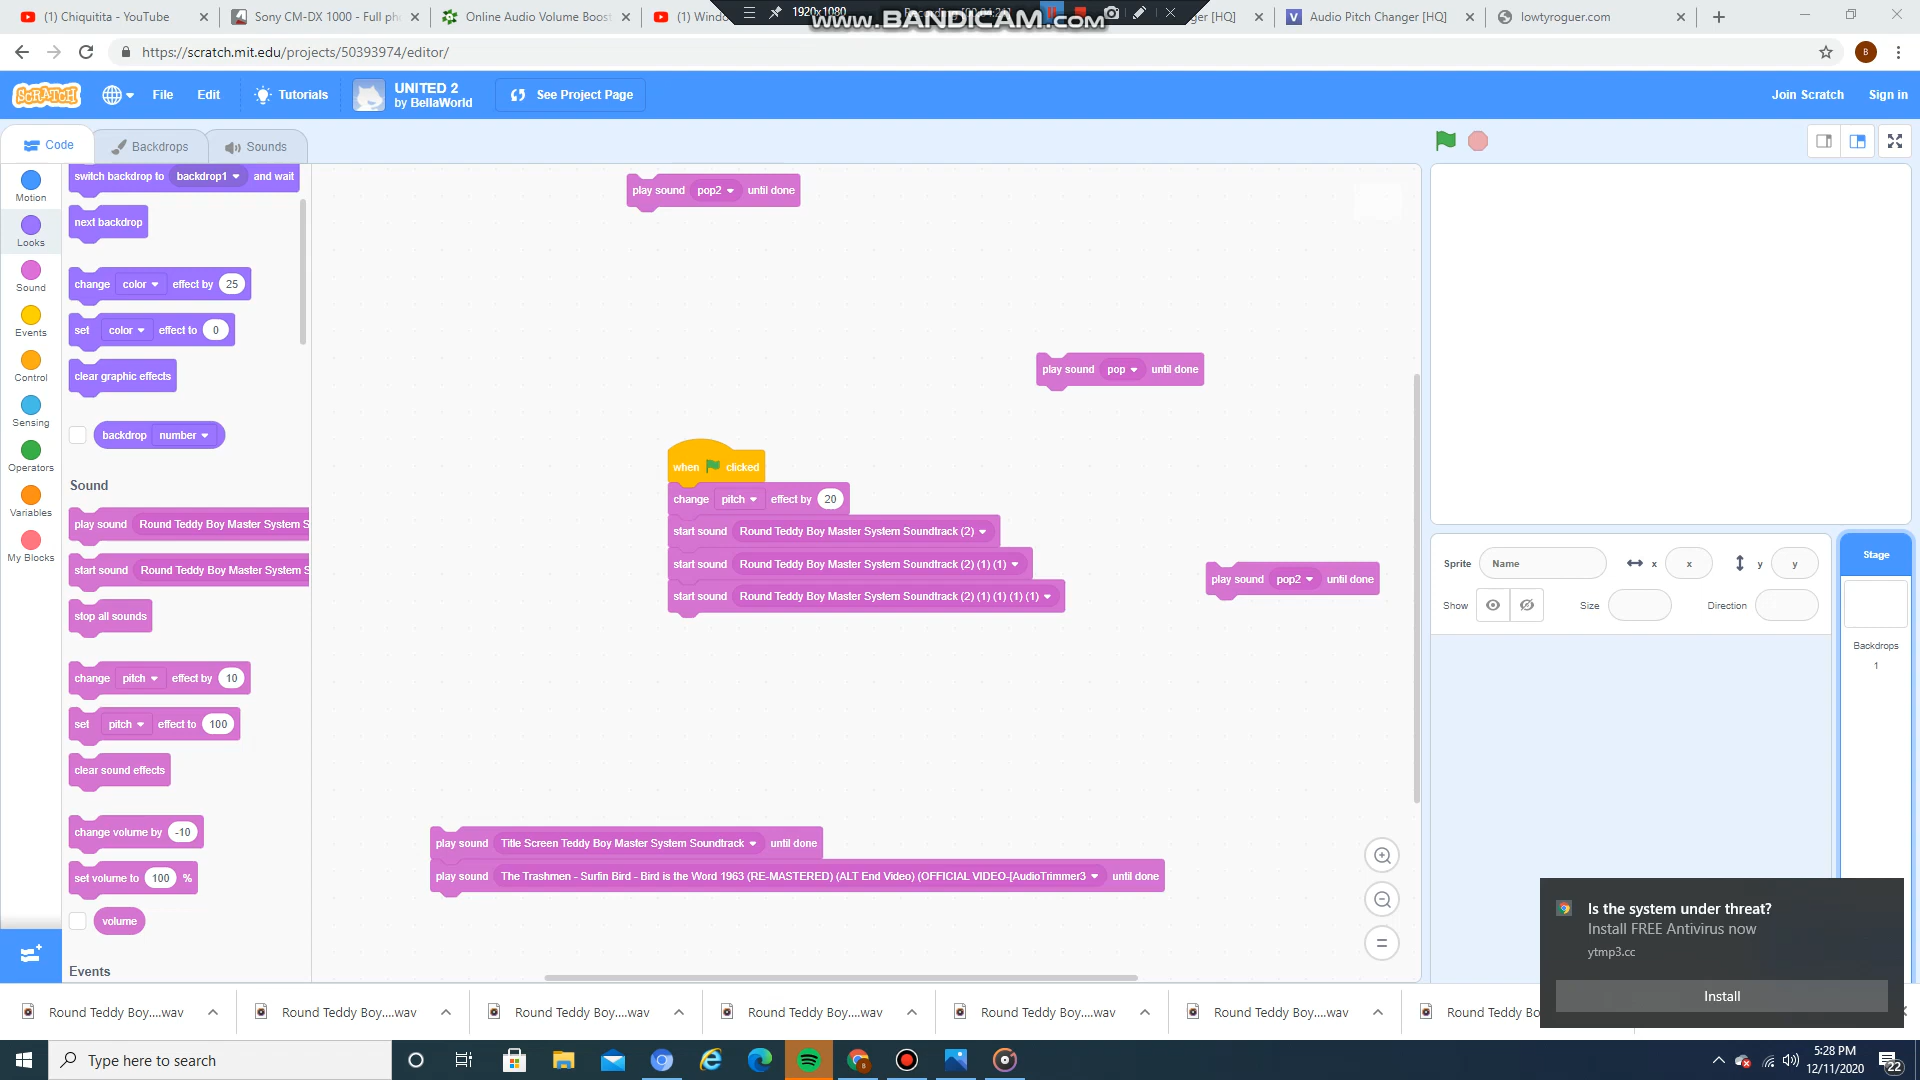 (1) Chiquitita - YouTube
Sony CM-DX 1000 - Full ph
Online Audio Volume Boost
(1) Windo
1920x1080
www.BANDICAM.com
ger [HQ]
Audio Pitch Changer [HQ]
lowtyroguer.com
https://scratch.mit.edu/projects/50393974/editor/
B
SCRATCH
File
Edit
Tutorials
UNITED 2
by BellaWorld
See Project Page
Join Scratch
Sign in
Code
Backdrops
Sounds
Motion
Looks
Sound
Events
Control
Sensing
Operators
Variables
My Blocks
switch backdrop to backdrop1 and wait
next backdrop
change color effect by 25
set color effect to 0
clear graphic effects
backdrop number
Sound
play sound Round Teddy Boy Master System S
start sound Round Teddy Boy Master System S
stop all sounds
change pitch effect by 10
set pitch effect to 100
clear sound effects
change volume by -10
set volume to 100 %
volume
Events
play sound pop2 until done
play sound pop until done
when clicked
change pitch effect by 20
start sound Round Teddy Boy Master System Soundtrack (2)
start sound Round Teddy Boy Master System Soundtrack (2) (1) (1)
start sound Round Teddy Boy Master System Soundtrack (2) (1) (1) (1) (1)
play sound pop2 until done
play sound Title Screen Teddy Boy Master System Soundtrack until done
play sound The Trashmen - Surfin Bird - Bird is the Word 1963 (RE-MASTERED) (ALT End Video) (OFFICIAL VIDEO-[AudioTrimmer3 until done
Sprite Name x x y y
Show Size Direction
Stage
Backdrops
1
Is the system under threat?
Install FREE Antivirus now
ytmp3.cc
Install
Round Teddy Boy....wav
Round Teddy Boy....wav
Round Teddy Boy....wav
Round Teddy Boy....wav
Round Teddy Boy....wav
Round Teddy Boy....wav
Round Teddy Bo
Type here to search
5:28 PM
12/11/2020
22